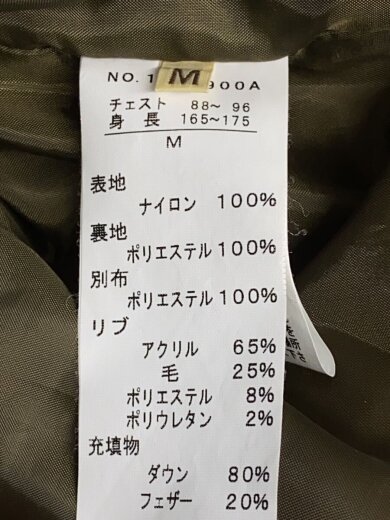 NO. 1 M 900A
チェスト 88~ 96
身 長 165~175
M
表地
ナイロン 100%
裏地
ポリエステル 100%
別布
ポリエステル 100%
リブ
アクリル 65%
毛 25%
ポリエステル 8%
ポリウレタン 2%
充填物
ダウン 80%
フェザー 20%